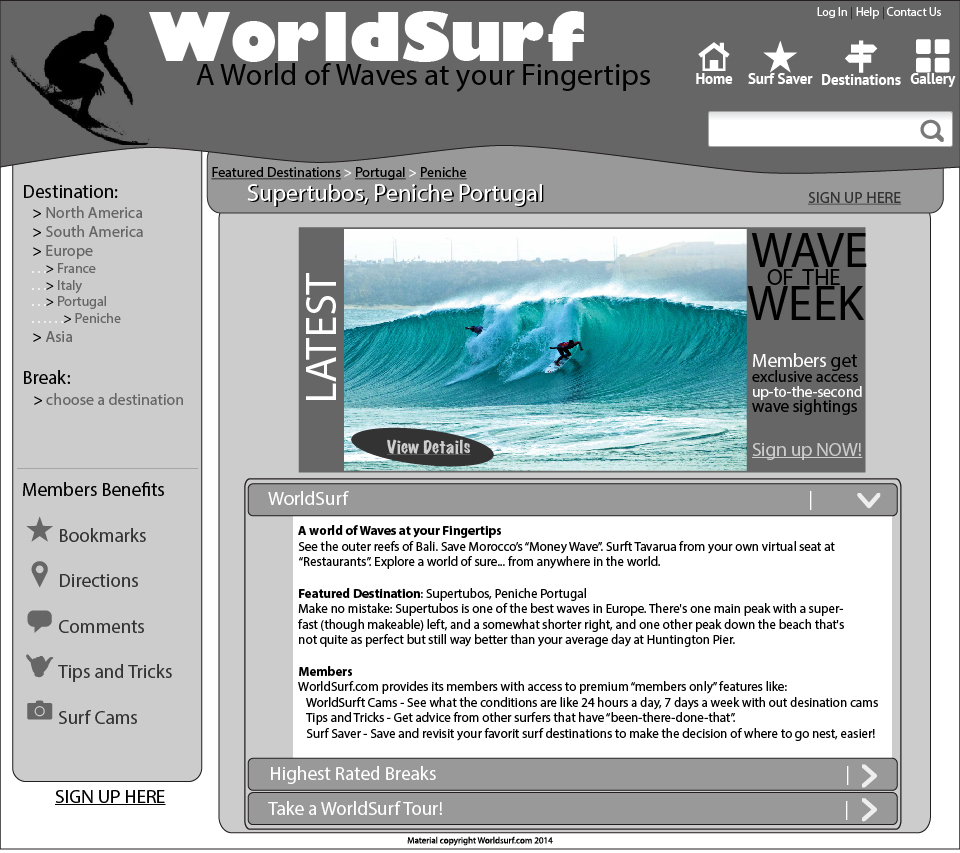 Log In | Help | Contact Us
WorldSurf
A World of Waves at your Fingertips
Home Surf Saver Destinations Gallery
Featured Destinations > Portugal > Peniche
Supertubos, Peniche Portugal
SIGN UP HERE
Destination:
> North America
> South America
> Europe
. . .> France
. . .> Italy
. . .> Portugal
. . . . . .> Peniche
> Asia
Break:
> choose a destination
Members Benefits
Bookmarks
Directions
Comments
Tips and Tricks
Surf Cams
SIGN UP HERE
LATEST
View Details
WAVE
OF THE
WEEK
Members get
exclusive access
up-to-the-second
wave sightings
Sign up NOW!
WorldSurf |
A world of Waves at your Fingertips
See the outer reefs of Bali. Save Morocco's “Money Wave”. Surft Tavarua from your own virtual seat at
“Restaurants”. Explore a world of sure... from anywhere in the world.
Featured Destination: Supertubos, Peniche Portugal
Make no mistake: Supertubos is one of the best waves in Europe. There's one main peak with a super-
fast (though makeable) left, and a somewhat shorter right, and one other peak down the beach that's
not quite as perfect but still way better than your average day at Huntington Pier.
Members
WorldSurf.com provides its members with access to premium “members only” features like:
WorldSurft Cams - See what the conditions are like 24 hours a day, 7 days a week with out desination cams
Tips and Tricks - Get advice from other surfers that have “been-there-done-that”.
Surf Saver - Save and revisit your favorit surf destinations to make the decision of where to go nest, easier!
Highest Rated Breaks |
Take a WorldSurf Tour! |
Material copyright Worldsurf.com 2014